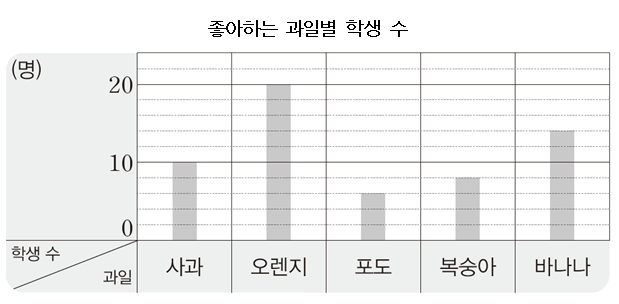 좋아하는 과일별 학생 수
(명)
20
10
0
학생 수
과일
사과 오렌지 포도 복숭아 바나나